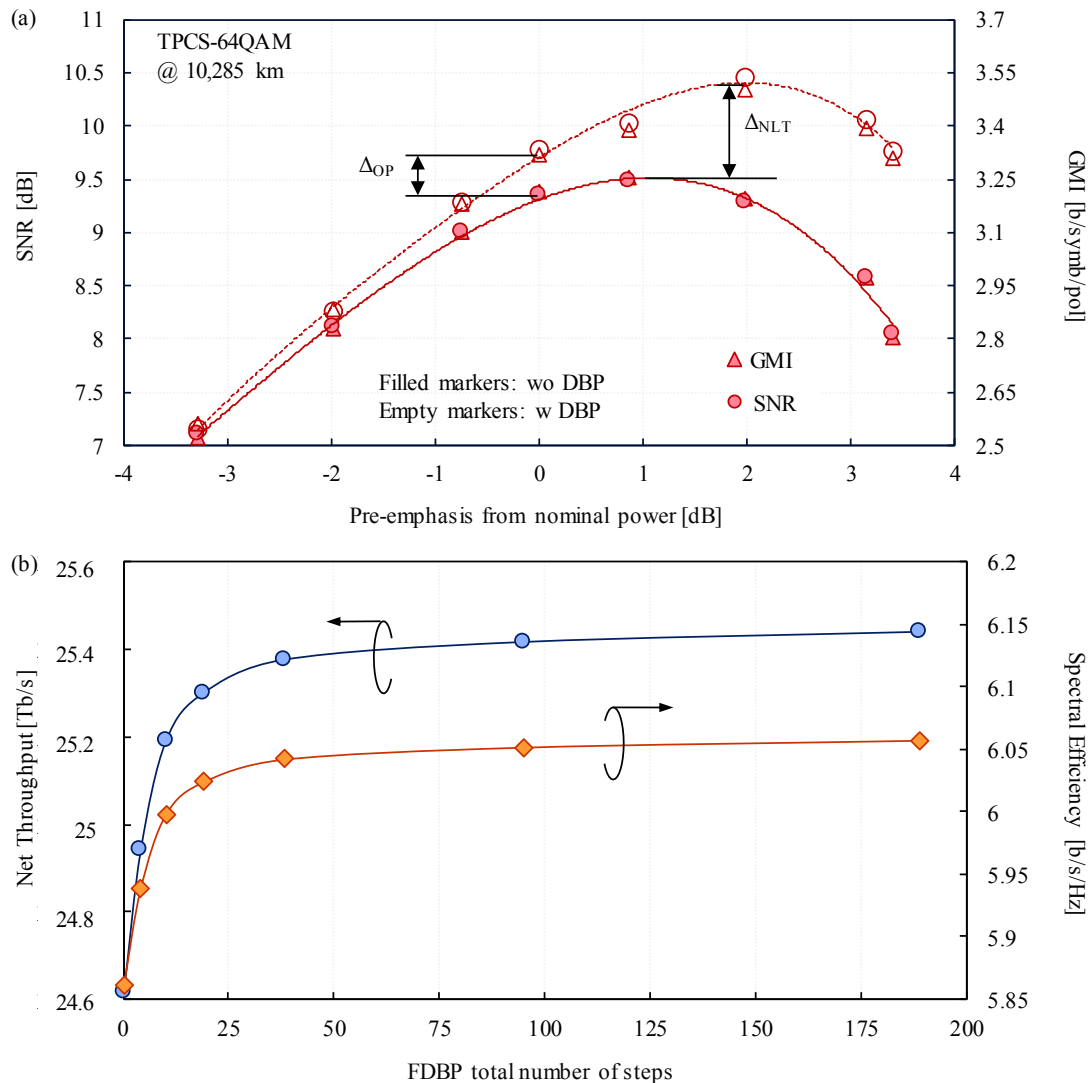 (a)
11
10.5
10
9.5
9
8.5
8
7.5
7
SNR [dB]
TPCS-64QAM
@ 10,285 km
ΔOP
ΔNLT
Filled markers: wo DBP
Empty markers: w DBP
GMI
SNR
3.7
3.55
3.4
3.25
3.1
2.95
2.8
2.65
2.5
GMI [b/symb/pol]
-4 -3 -2 -1 0 1 2 3 4
Pre-emphasis from nominal power [dB]
(b)
25.6
25.4
25.2
25
24.8
24.6
Net Throughput [Tb/s]
6.2
6.15
6.1
6.05
6
5.95
5.9
5.85
Spectral Efficiency [b/s/Hz]
0 25 50 75 100 125 150 175 200
FDBP total number of steps